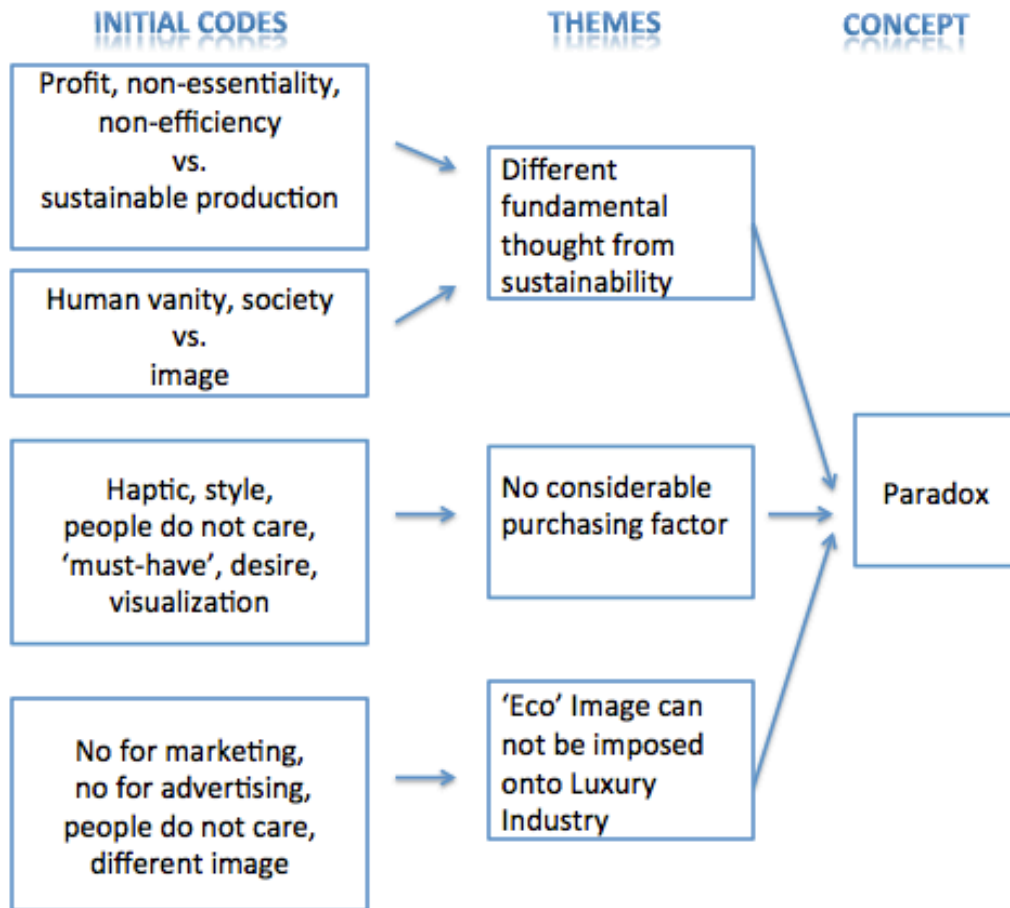 INITIAL CODES
THEMES
CONCEPT
Profit, non-essentiality,
non-efficiency
vs.
sustainable production
Human vanity, society
vs.
image
Haptic, style,
people do not care,
‘must-have’, desire,
visualization
No for marketing,
no for advertising,
people do not care,
different image
Different
fundamental
thought from
sustainability
No considerable
purchasing factor
‘Eco’ Image can
not be imposed
onto Luxury
Industry
Paradox